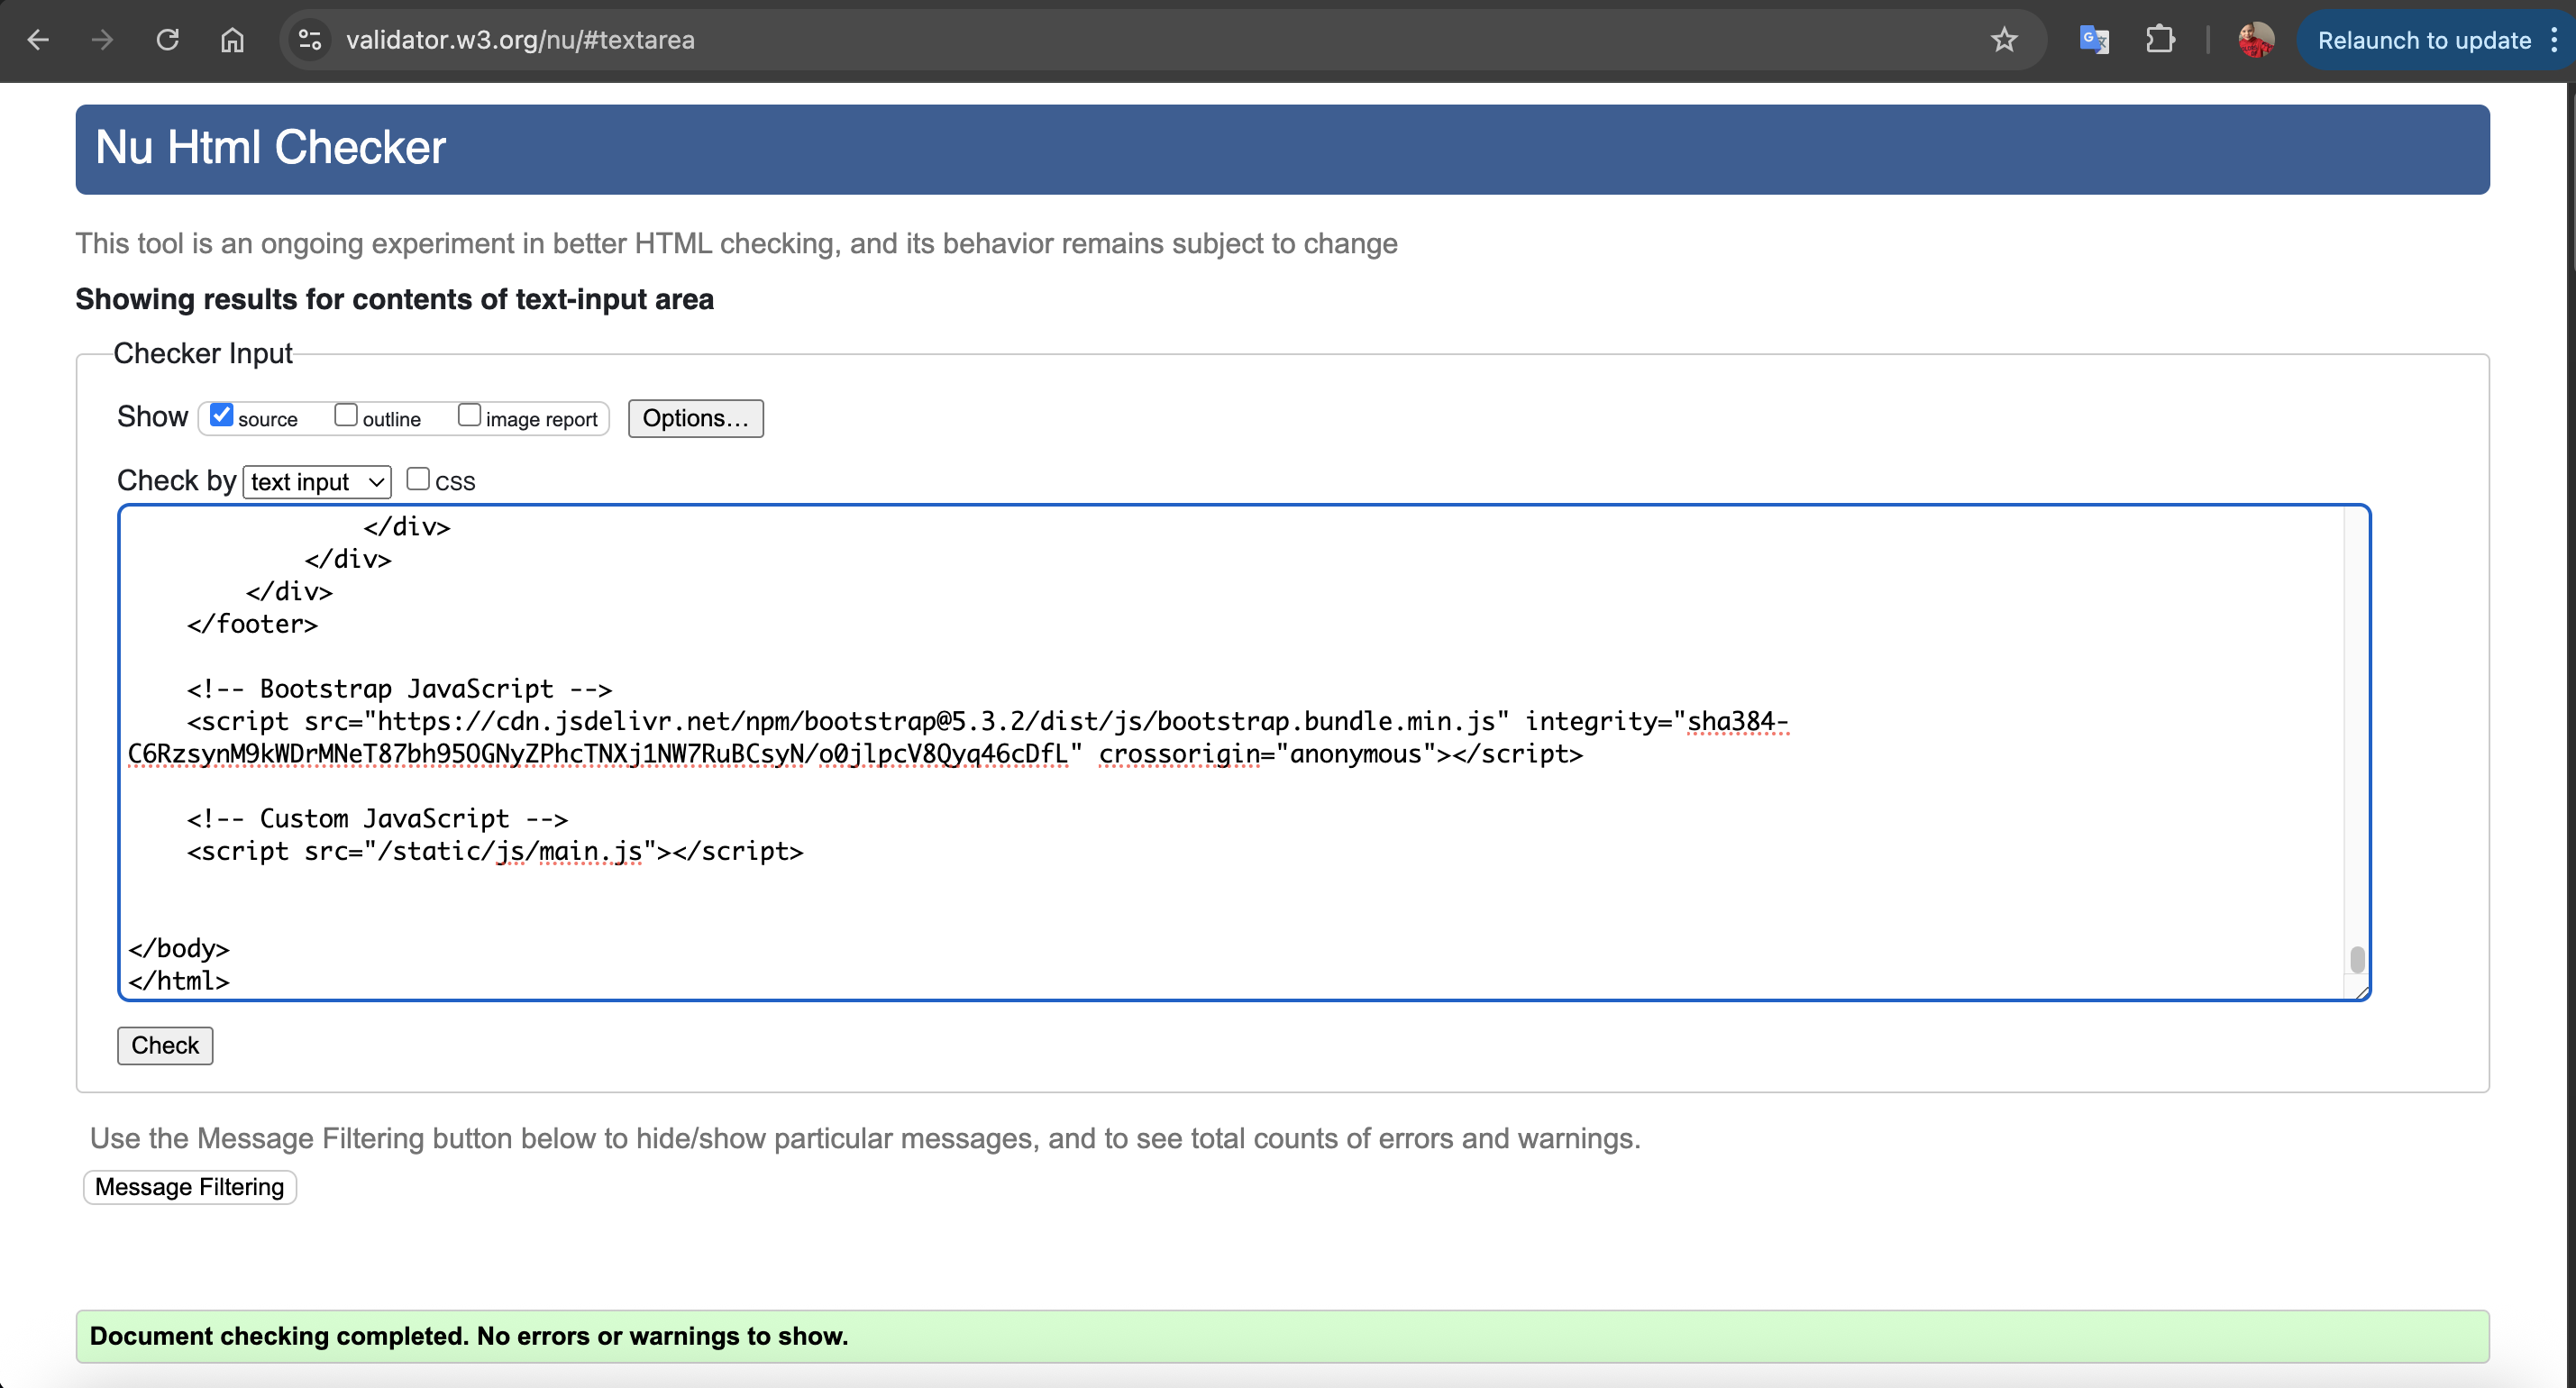 validator.w3.org/nu/#textarea
Relaunch to update
Nu Html Checker
This tool is an ongoing experiment in better HTML checking, and its behavior remains subject to change
Showing results for contents of text-input area
Checker Input
Show source outline image report Options...
Check by text input CSS
</div>
</div>
</div>
</footer>
<!-- Bootstrap JavaScript -->
<script src="https://cdn.jsdelivr.net/npm/bootstrap@5.3.2/dist/js/bootstrap.bundle.min.js" integrity="sha384-
C6RzsynM9kWDrMNeT87bh95OGNyZPhcTNXj1NW7RuBCsyN/o0jlpcV8Qyq46cDfL" crossorigin="anonymous"></script>
<!-- Custom JavaScript -->
<script src="/static/js/main.js"></script>
</body>
</html>
Check
Use the Message Filtering button below to hide/show particular messages, and to see total counts of errors and warnings.
Message Filtering
Document checking completed. No errors or warnings to show.